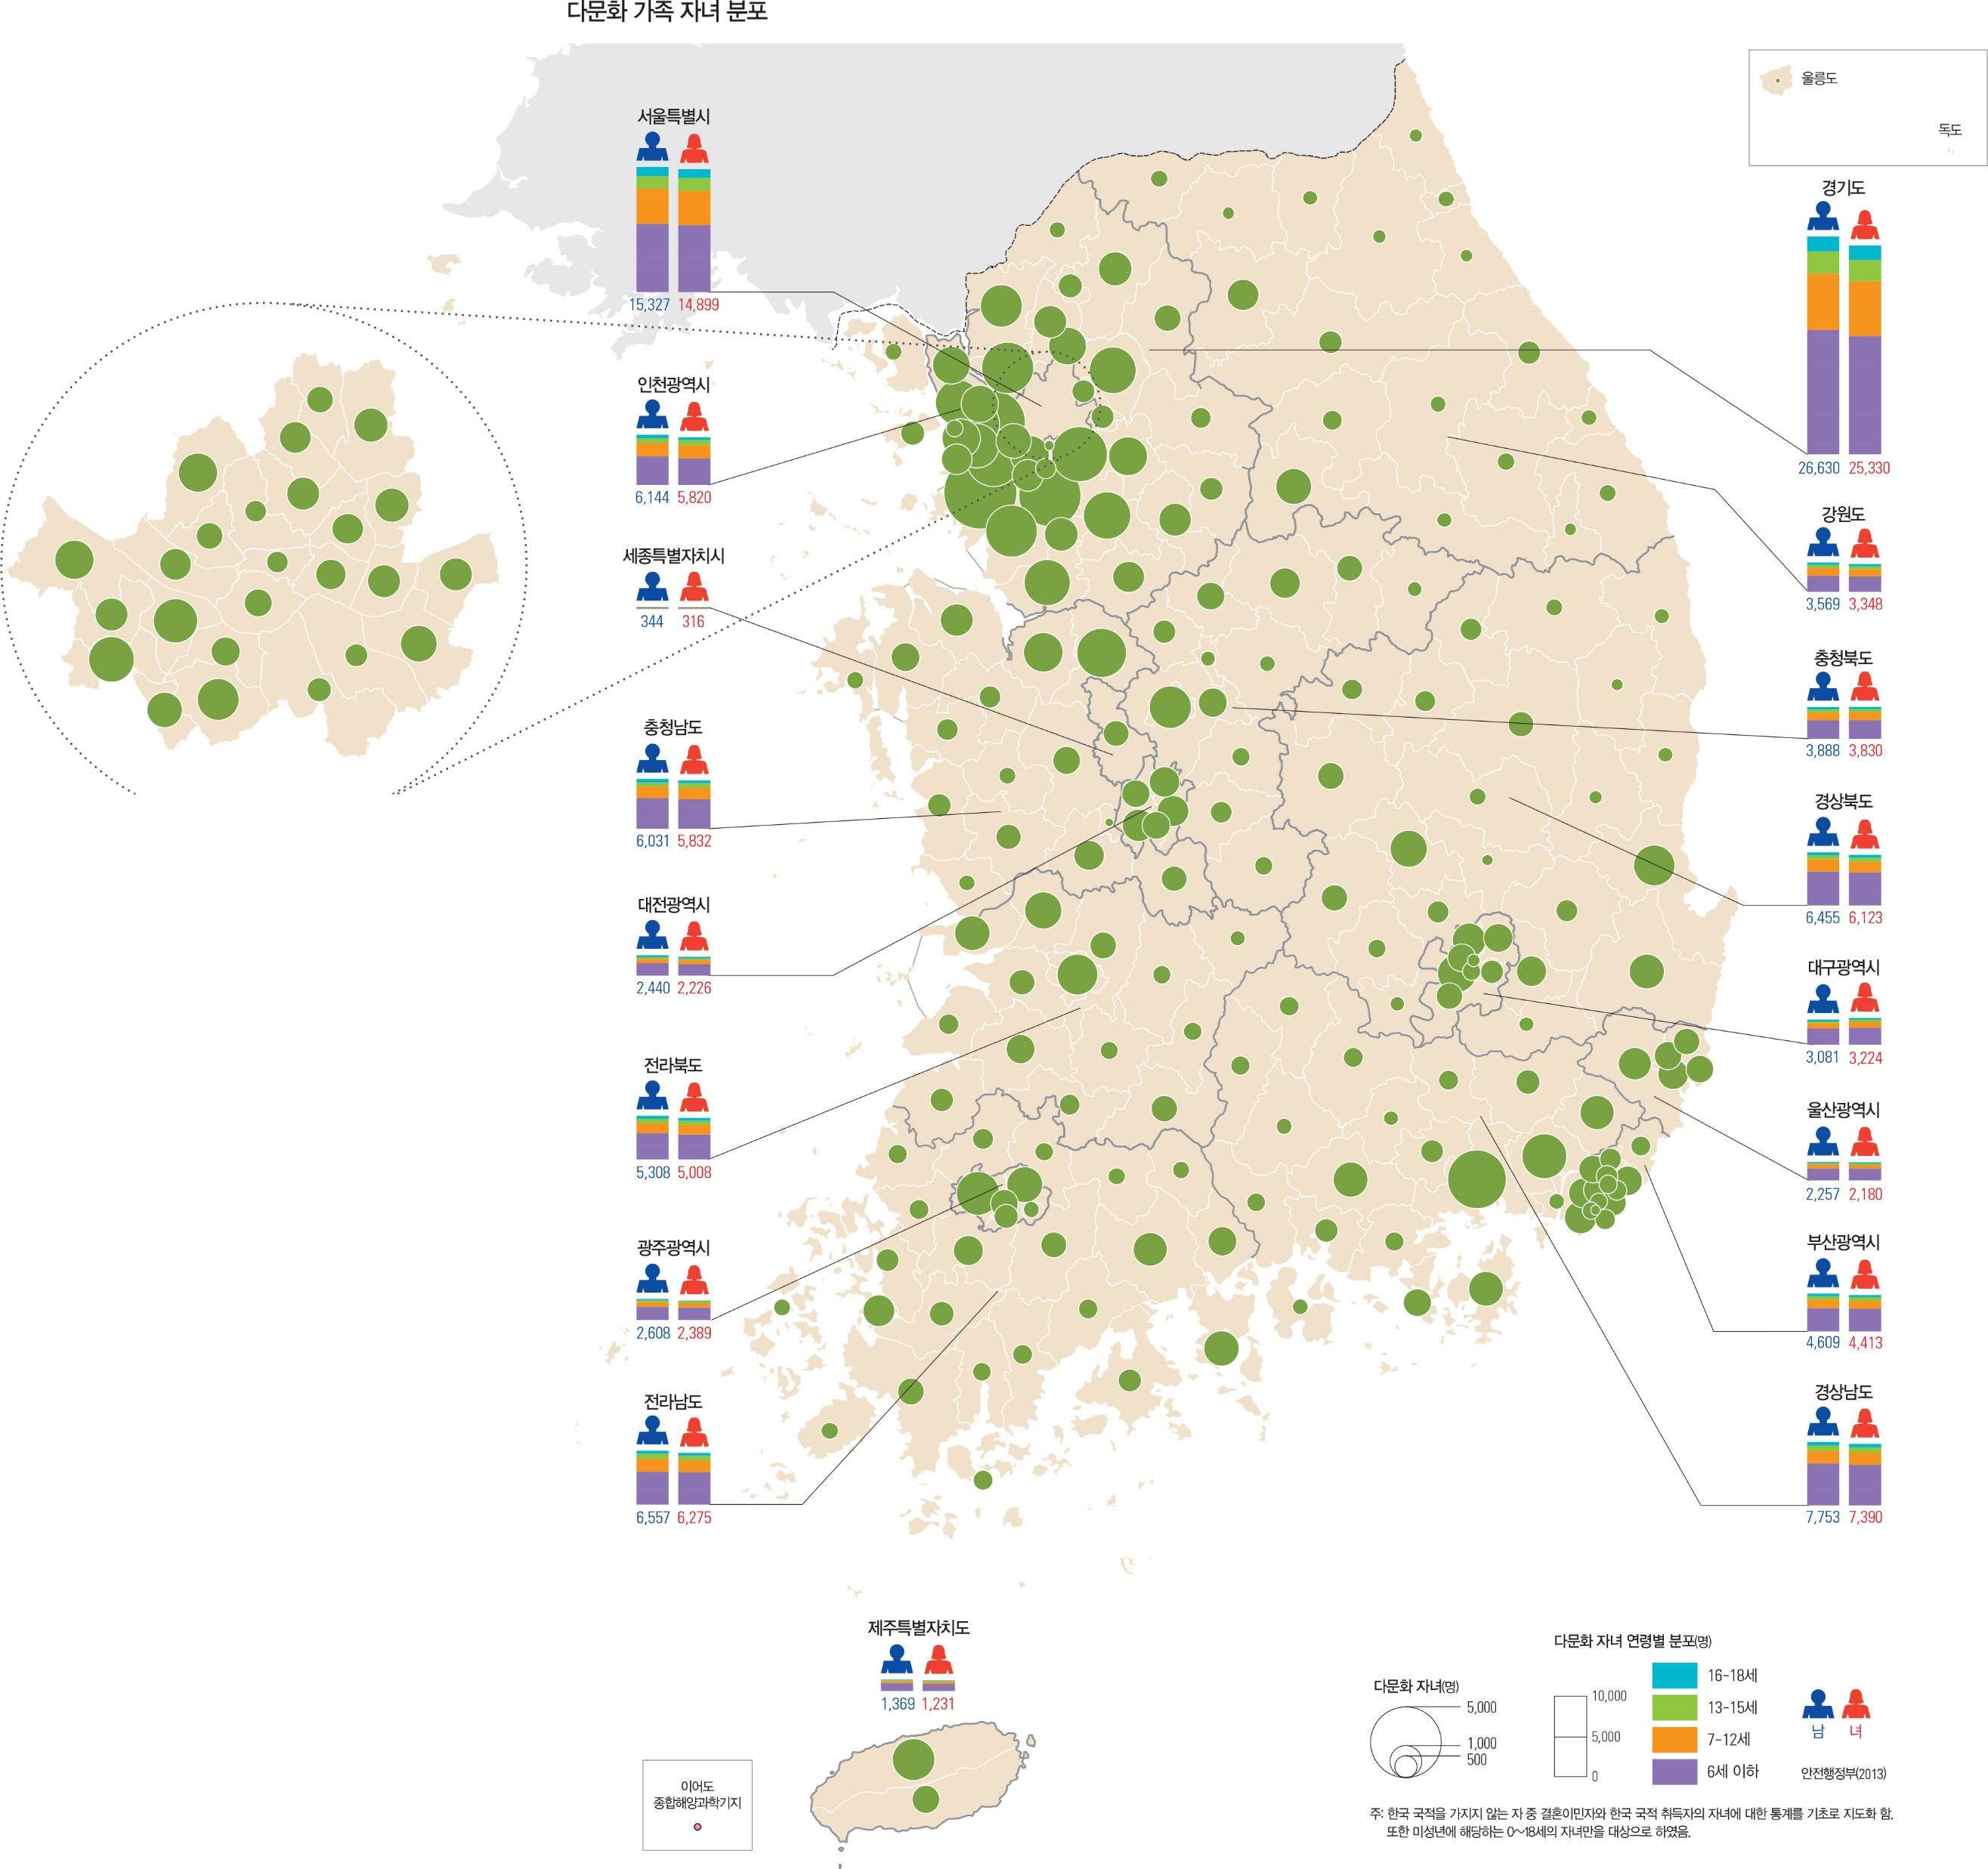 다문화 가족 자녀 분포
울릉도
독도
서울특별시
15,327 14,899
인천광역시
6,144 5,820
세종특별자치시
344 316
충청남도
6,031 5,832
대전광역시
2,440 2,226
전라북도
5,308 5,008
광주광역시
2,608 2,389
전라남도
6,557 6,275
경기도
26,630 25,330
강원도
3,569 3,348
충청북도
3,888 3,830
경상북도
6,455 6,123
대구광역시
3,081 3,224
울산광역시
2,257 2,180
부산광역시
4,609 4,413
경상남도
7,753 7,390
제주특별자치도
1,369 1,231
이어도
종합해양과학기지
다문화 자녀(명)
5,000
1,000
500
다문화 자녀 연령별 분포(명)
10,000
5,000
0
16-18세
13-15세
7-12세
6세 이하
남 녀
안전행정부(2013)
주: 한국 국적을 가지지 않는 자 중 결혼이민자와 한국 국적 취득자의 자녀에 대한 통계를 기초로 지도화 함.
또한 미성년에 해당하는 0~18세의 자녀만을 대상으로 하였음.